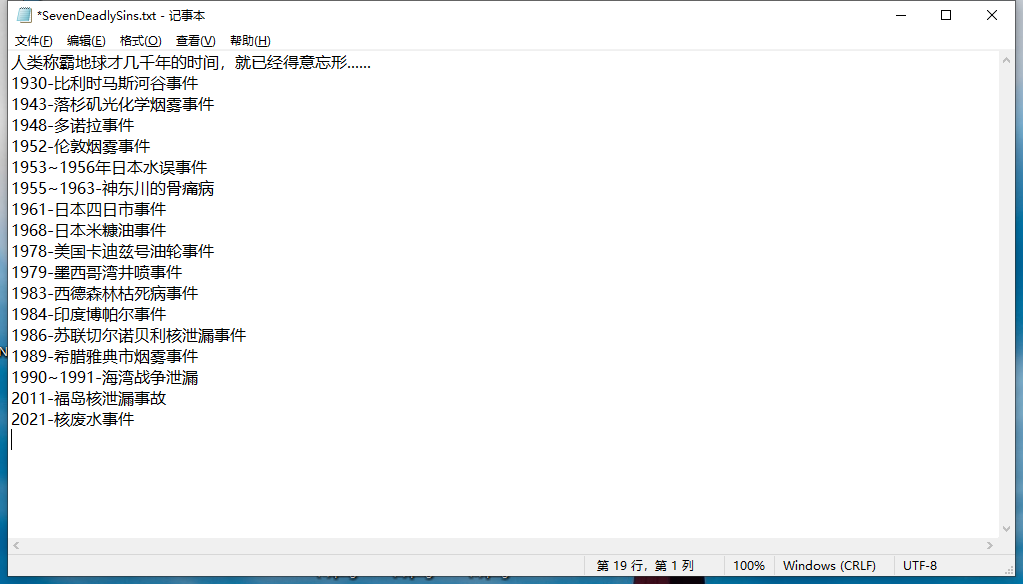 *SevenDeadlySins.txt - 记事本
文件(F) 编辑(E) 格式(O) 查看(V) 帮助(H)
人类称霸地球才几千年的时间，就已经得意忘形......
1930-比利时马斯河谷事件
1943-落杉矶光化学烟雾事件
1948-多诺拉事件
1952-伦敦烟雾事件
1953~1956年日本水误事件
1955~1963-神东川的骨痛病
1961-日本四日市事件
1968-日本米糠油事件
1978-美国卡迪兹号油轮事件
1979-墨西哥湾井喷事件
1983-西德森林枯死病事件
1984-印度博帕尔事件
1986-苏联切尔诺贝利核泄漏事件
1989-希腊雅典市烟雾事件
1990~1991-海湾战争泄漏
2011-福岛核泄漏事故
2021-核废水事件
第 19 行，第 1 列 100% Windows (CRLF) UTF-8